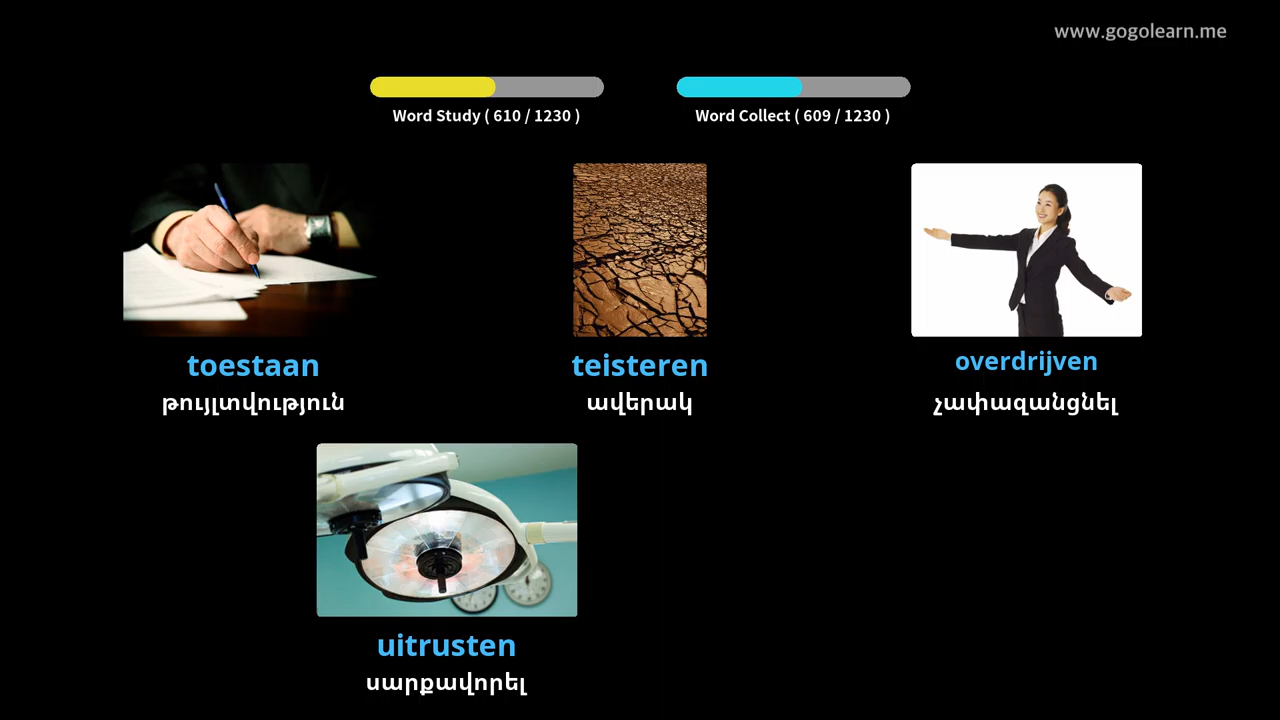 www.gogolearn.me
Word Study ( 610 / 1230 )
Word Collect ( 609 / 1230 )
toestaan
թույլտվություն
teisteren
ավերակ
overdrijven
չափազանցնել
uitrusten
սարքավորել